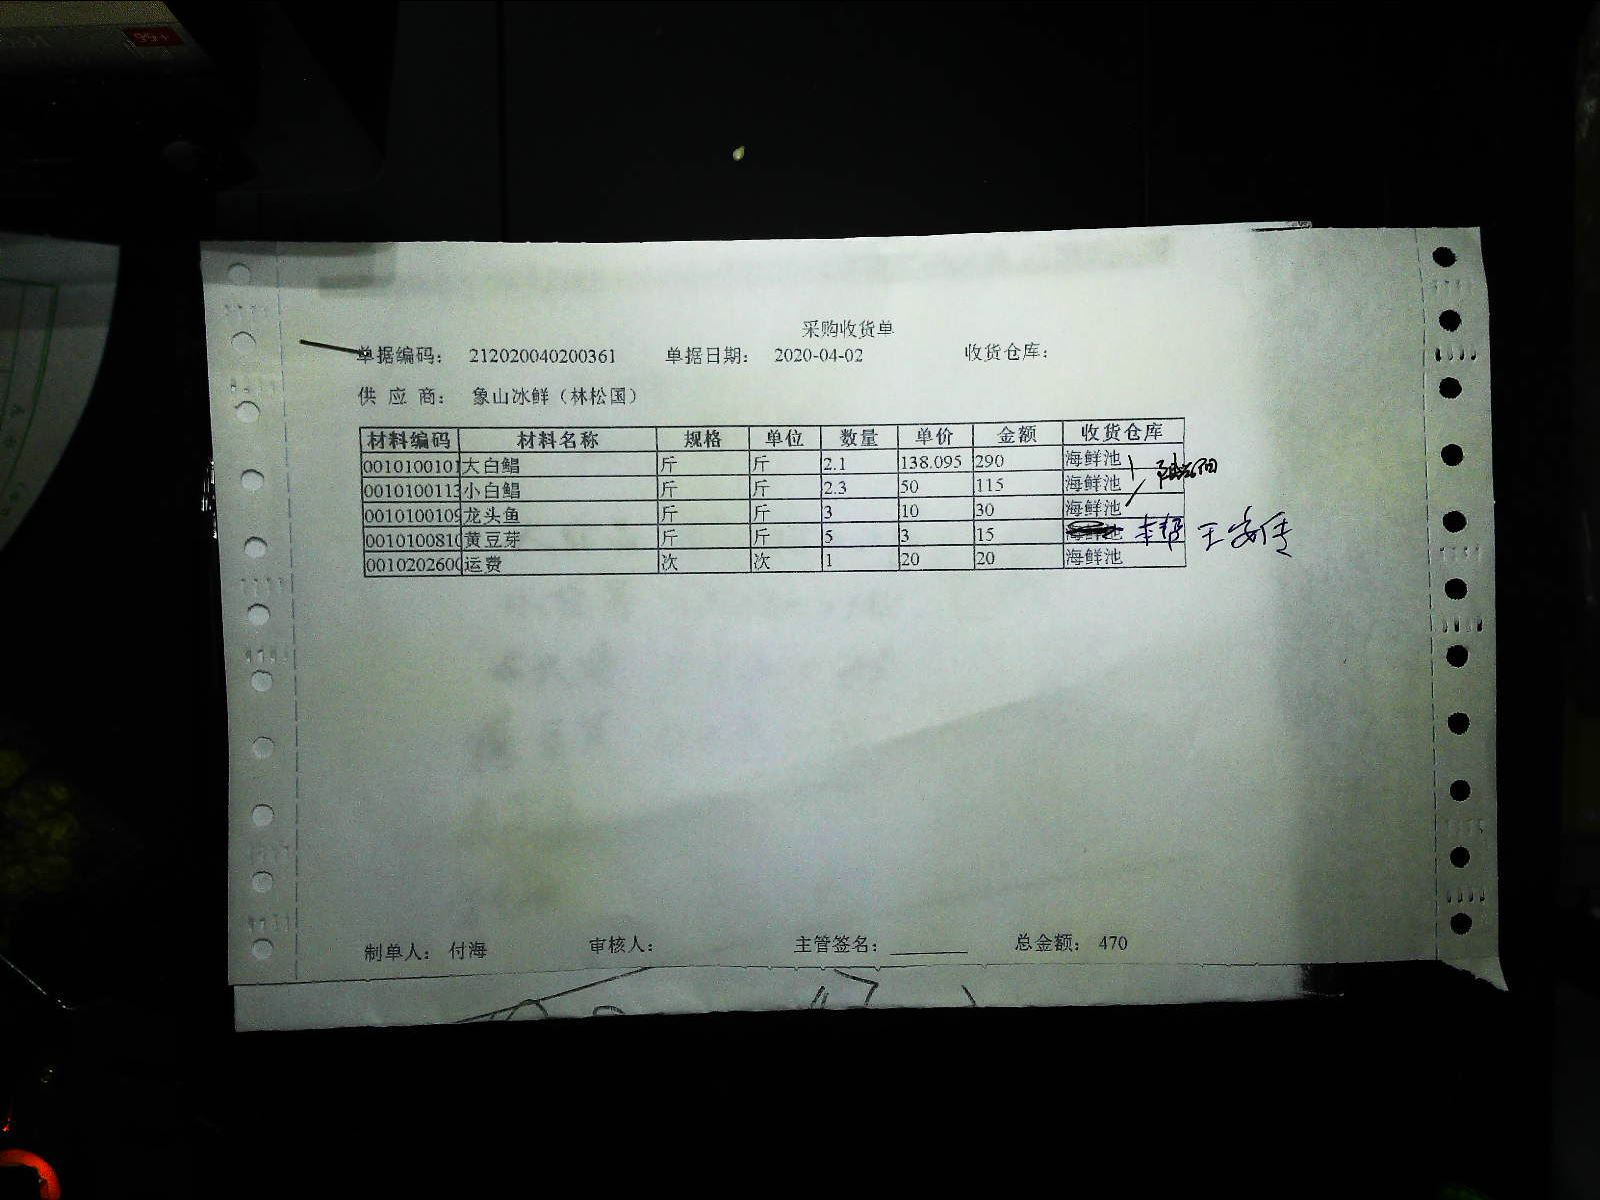 采购收货单
单据编码： 212020040200361 单据日期： 2020-04-02 收货仓库：
供 应 商： 象山冰鲜（林松国）
材料编码 材料名称 规格 单位 数量 单价 金额 收货仓库
0010100101 大白鲳 斤 斤 2.1 138.095 290 海鲜池
0010100113 小白鲳 斤 斤 2.3 50 115 海鲜池
0010100109 龙头鱼 斤 斤 3 10 30 海鲜池
0010100810 黄豆芽 斤 斤 5 3 15
0010202600 运费 次 次 1 20 20 海鲜池
制单人： 付海 审核人： 主管签名： 总金额： 470